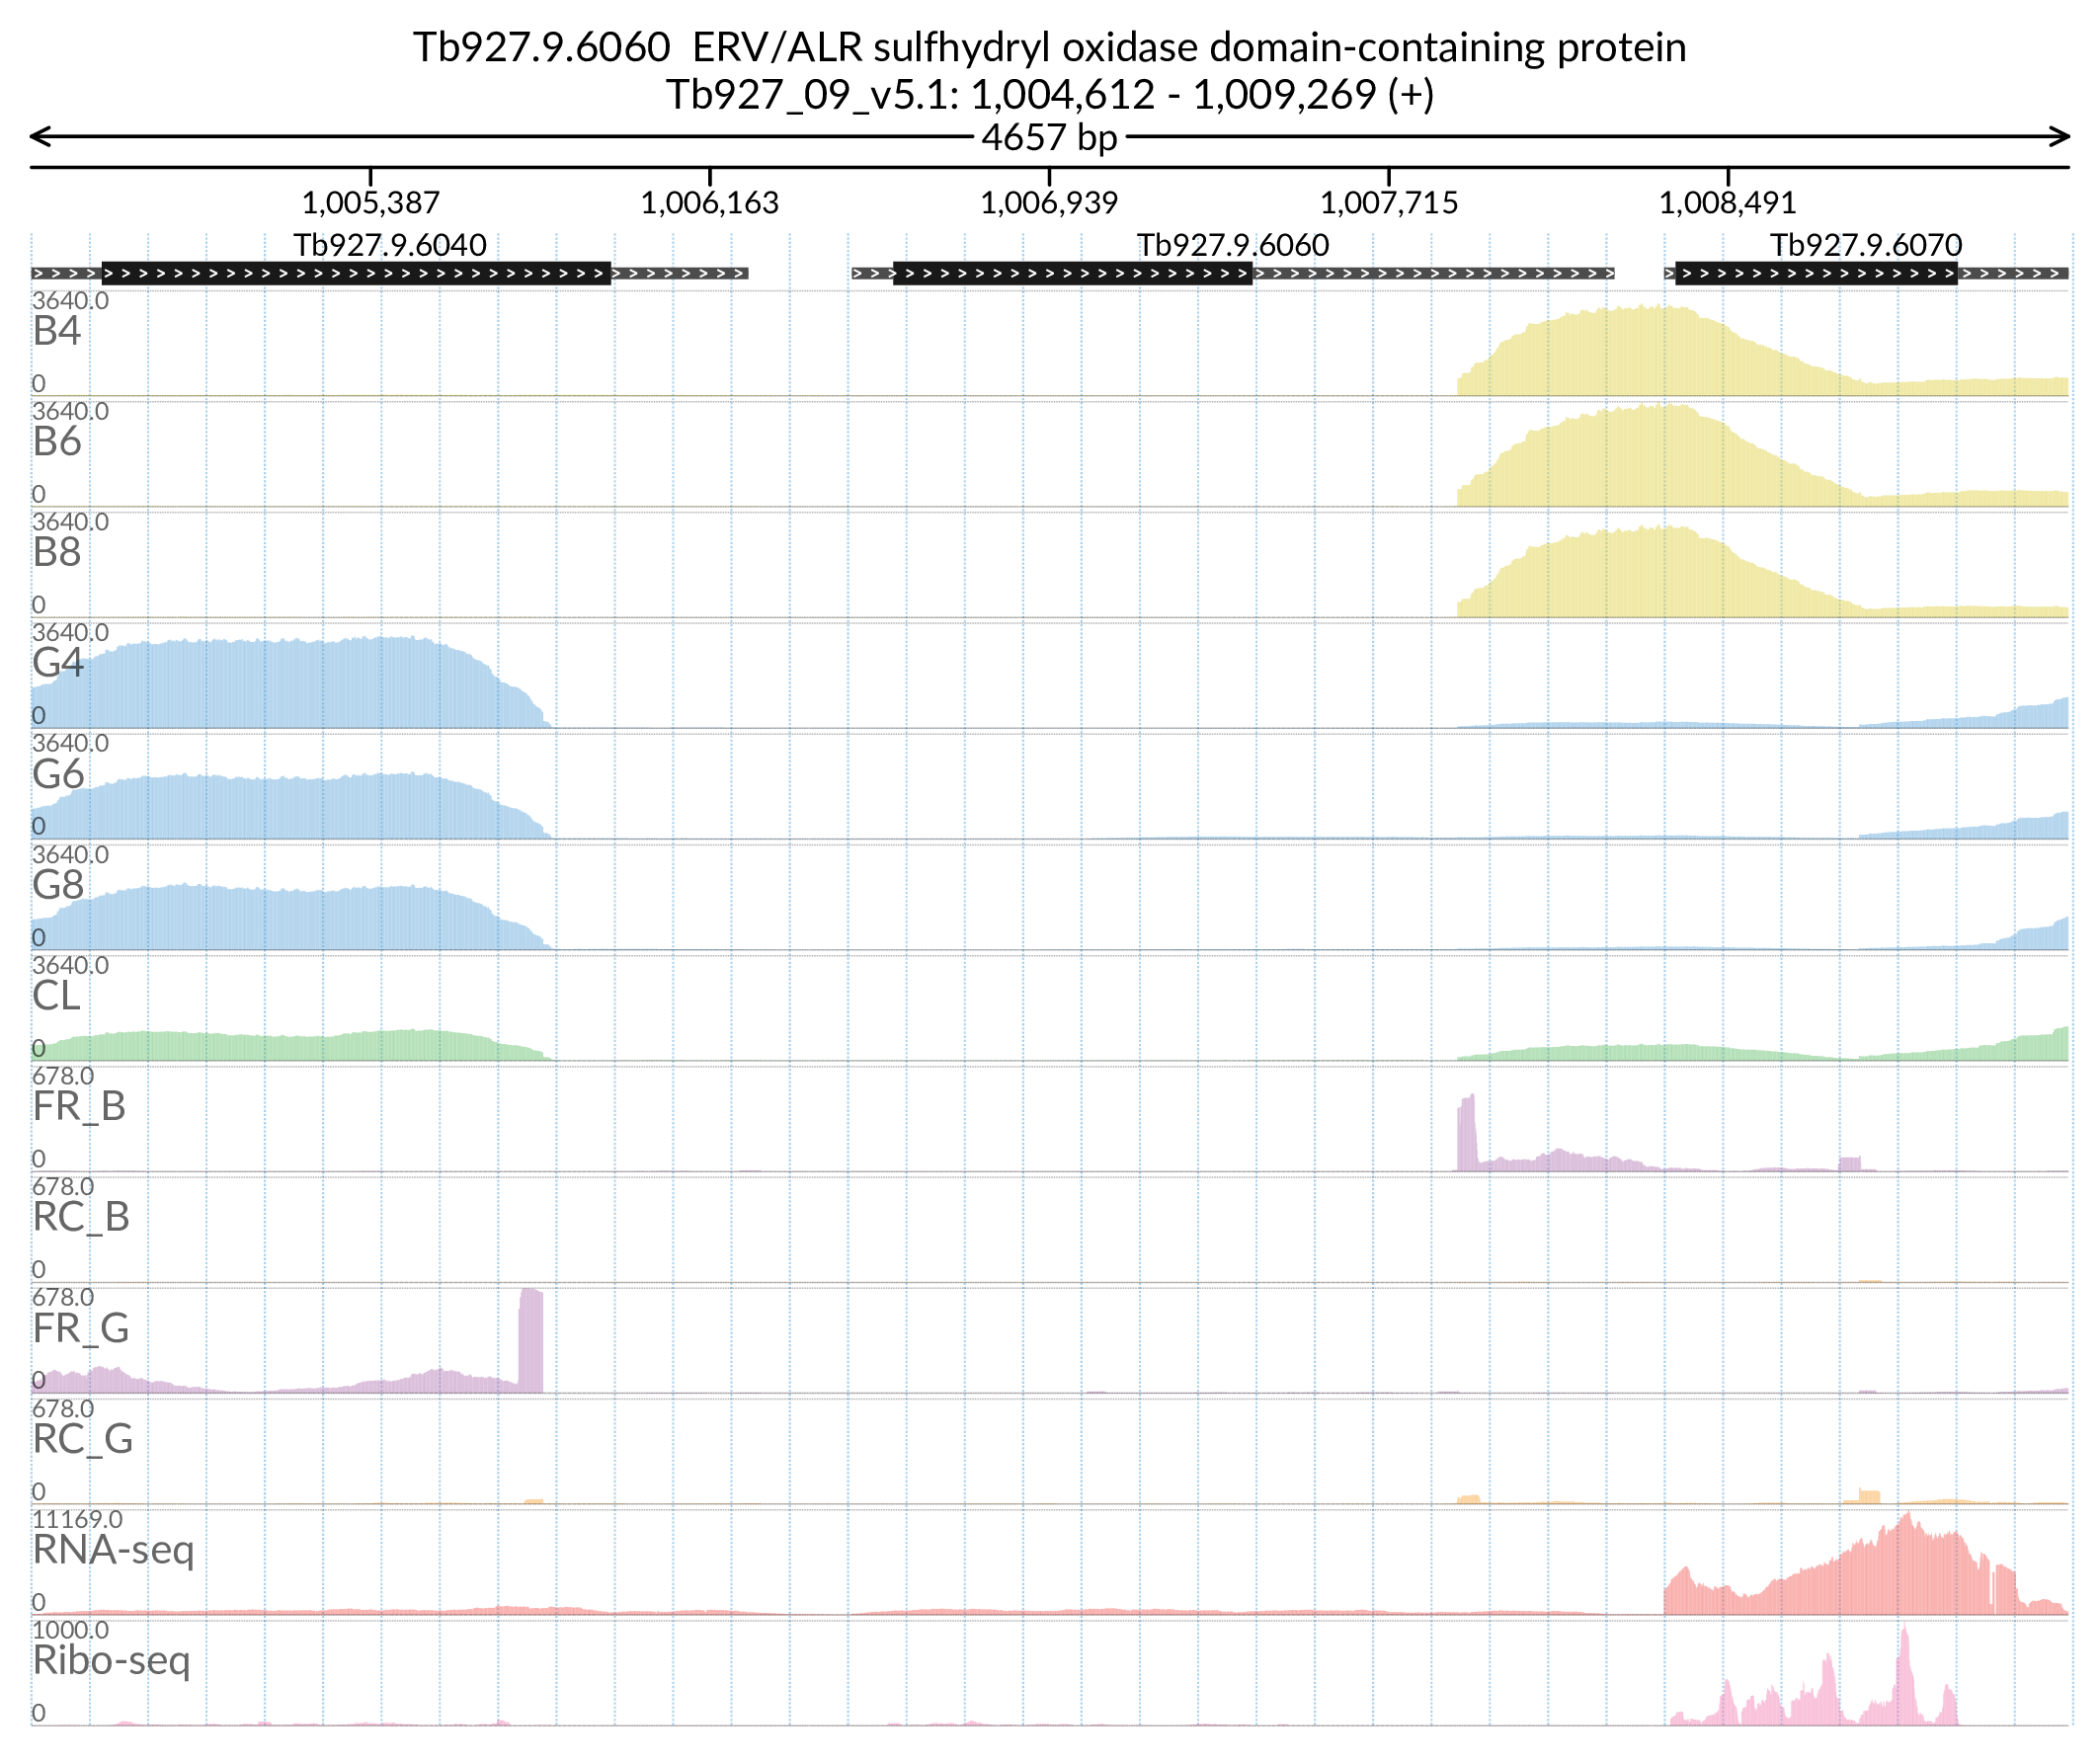 Tb927.9.6060 ERV/ALR sulfhydryl oxidase domain-containing protein
Tb927_09_v5.1: 1,004,612 - 1,009,269 (+)
4657 bp
1,005,387 1,006,163 1,006,939 1,007,715 1,008,491
Tb927.9.6040 Tb927.9.6060 Tb927.9.6070
3640.0
B4
0
3640.0
B6
0
3640.0
B8
0
3640.0
G4
0
3640.0
G6
0
3640.0
G8
0
3640.0
CL
0
678.0
FR_B
0
678.0
RC_B
0
678.0
FR_G
0
678.0
RC_G
0
11169.0
RNA-seq
0
1000.0
Ribo-seq
0